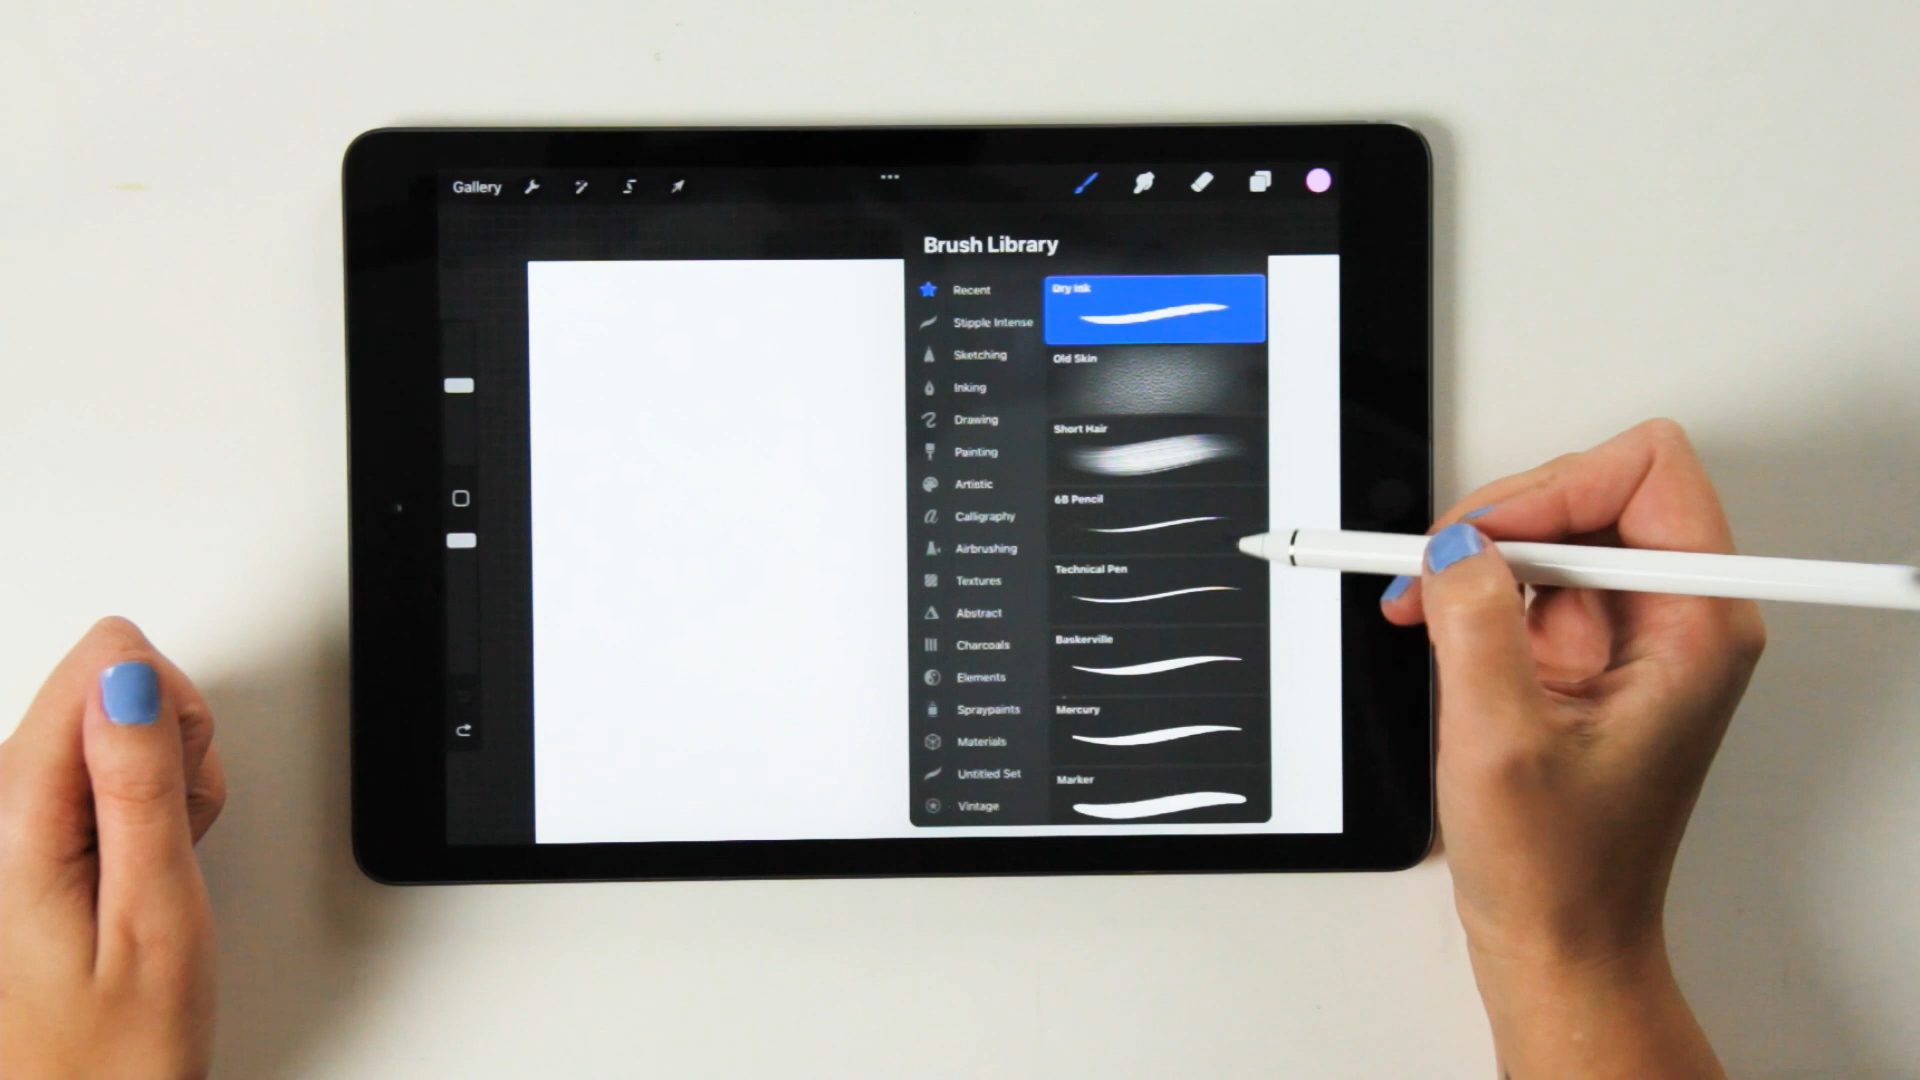 Gallery
Brush Library
Recent
Stipple Intense
Sketching
Inking
Drawing
Painting
Artistic
Calligraphy
Airbrushing
Textures
Abstract
Charcoals
Elements
Spraypaints
Materials
Untitled Set
Vintage
Dry Ink
Old Skin
Short Hair
6B Pencil
Technical Pen
Baskerville
Mercury
Marker